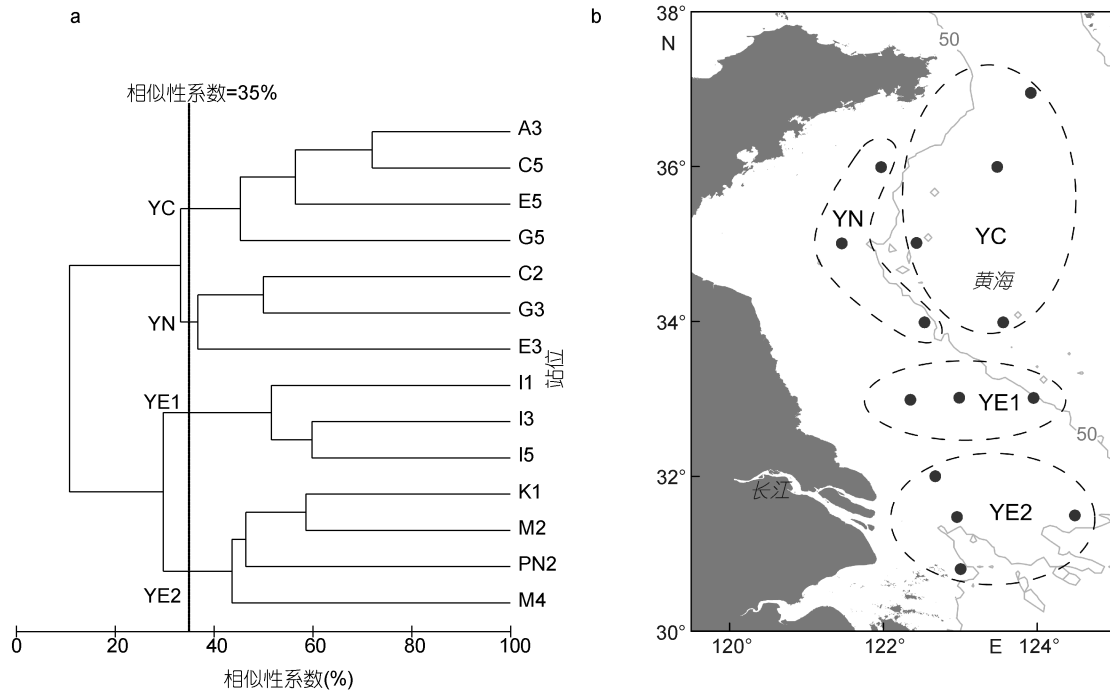 a
相似性系数=35%
YC
YN
YE1
YE2
A3
C5
E5
G5
C2
G3
E3
I1
I3
I5
K1
M2
PN2
M4
站位
0 20 40 60 80 100
相似性系数(%)
b
38°
N
36°
34°
32°
30°
50
YN
YC
黄海
YE1
50
长江
YE2
120° 122° E 124°